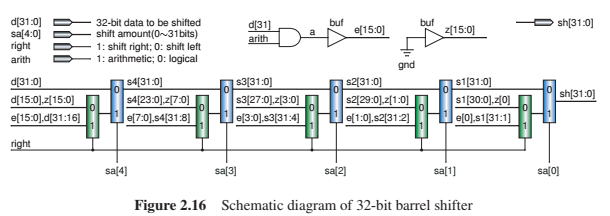 d[31:0] 32-bit data to be shifted
sa[4:0] shift amount(0~31bits)
right 1: shift right; 0: shift left
arith 1: arithmetic; 0: logical
d[31]
arith
a
buf
e[15:0]
buf
z[15:0]
gnd
sh[31:0]
d[31:0]
d[15:0],z[15:0]
e[15:0],d[31:16]
right
0
1
0
1
sa[4]
s4[31:0]
s4[23:0],z[7:0]
e[7:0],s4[31:8]
0
1
0
1
sa[3]
s3[31:0]
s3[27:0],z[3:0]
e[3:0],s3[31:4]
0
1
0
1
sa[2]
s2[31:0]
s2[29:0],z[1:0]
e[1:0],s2[31:2]
0
1
0
1
sa[1]
s1[31:0]
s1[30:0],z[0]
e[0],s1[31:1]
0
1
0
1
sa[0]
sh[31:0]
Figure 2.16 Schematic diagram of 32-bit barrel shifter